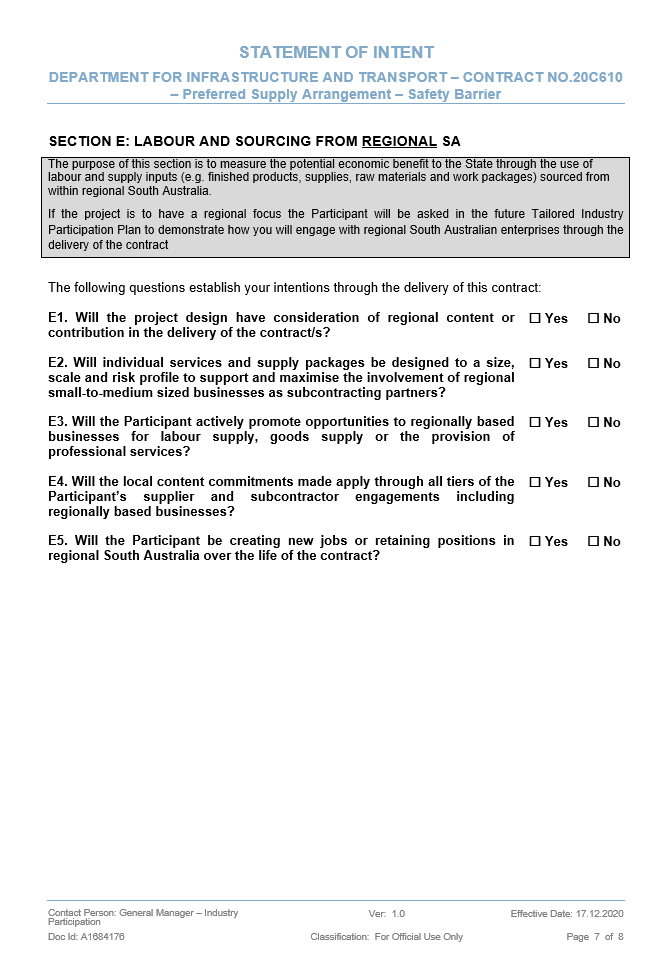 STATEMENT OF INTENT
DEPARTMENT FOR INFRASTRUCTURE AND TRANSPORT – CONTRACT NO.20C610
– Preferred Supply Arrangement – Safety Barrier
SECTION E: LABOUR AND SOURCING FROM REGIONAL SA
The purpose of this section is to measure the potential economic benefit to the State through the use of
labour and supply inputs (e.g. finished products, supplies, raw materials and work packages) sourced from
within regional South Australia.
If the project is to have a regional focus the Participant will be asked in the future Tailored Industry
Participation Plan to demonstrate how you will engage with regional South Australian enterprises through the
delivery of the contract
The following questions establish your intentions through the delivery of this contract:
E1. Will the project design have consideration of regional content or ☐ Yes ☐ No
contribution in the delivery of the contract/s?
E2. Will individual services and supply packages be designed to a size, ☐ Yes ☐ No
scale and risk profile to support and maximise the involvement of regional
small-to-medium sized businesses as subcontracting partners?
E3. Will the Participant actively promote opportunities to regionally based ☐ Yes ☐ No
businesses for labour supply, goods supply or the provision of
professional services?
E4. Will the local content commitments made apply through all tiers of the ☐ Yes ☐ No
Participant's supplier and subcontractor engagements including
regionally based businesses?
E5. Will the Participant be creating new jobs or retaining positions in ☐ Yes ☐ No
regional South Australia over the life of the contract?
Contact Person: General Manager – Industry Ver: 1.0 Effective Date: 17.12.2020
Participation
Doc Id: A1684176 Classification: For Official Use Only Page 7 of 8